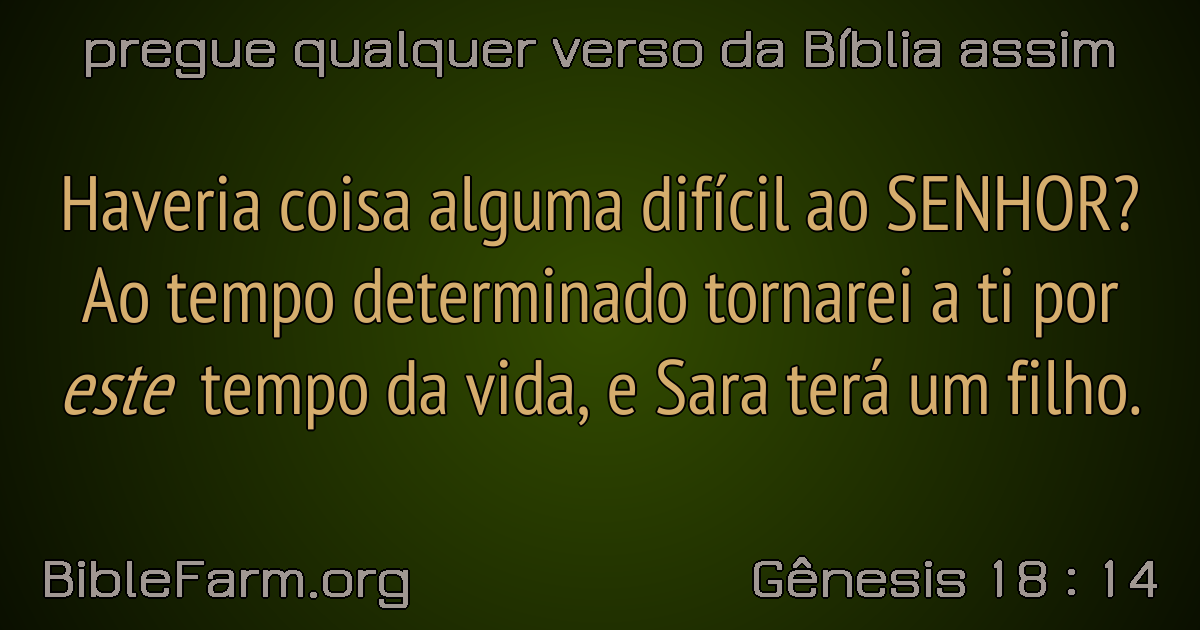 pregue qualquer verso da Bíblia assim
Haveria coisa alguma difícil ao SENHOR?
Ao tempo determinado tornarei a ti por
este tempo da vida, e Sara terá um filho.
BibleFarm.org
Gênesis 18 : 14